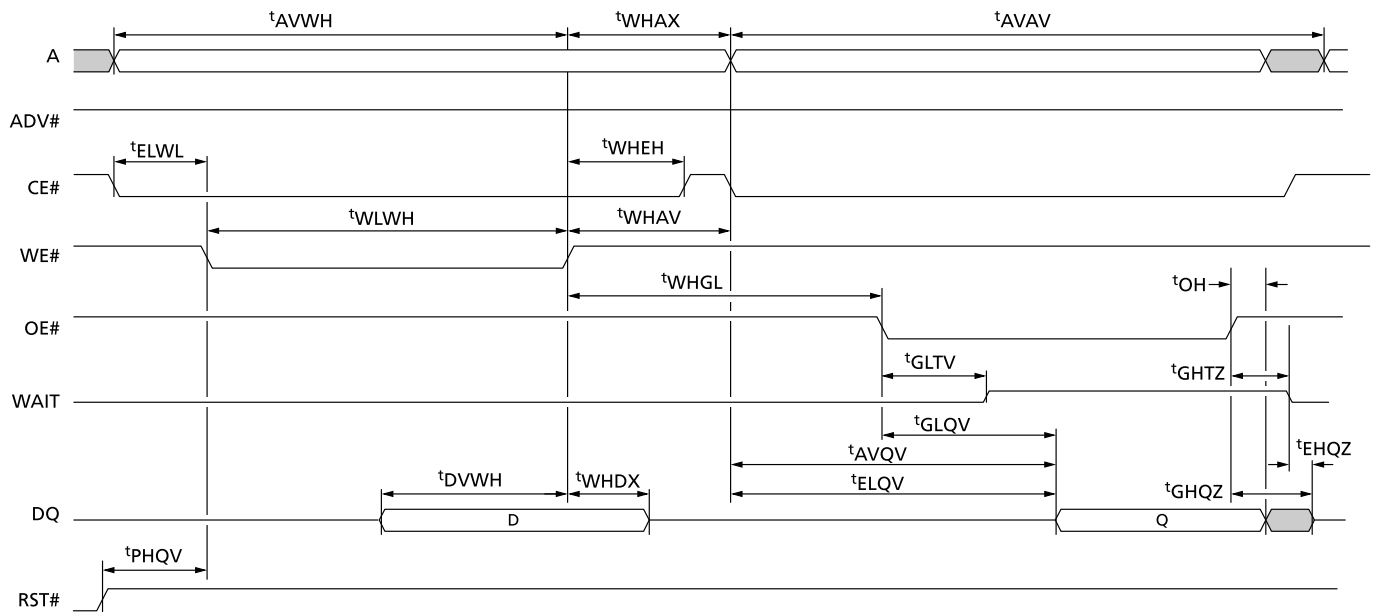 tAVWH tWHAX tAVAV
A
ADV#
tELWL tWHEH
CE#
tWLWH tWHAV
WE#
tWHGL tOH
OE#
tGLTV tGHTZ
WAIT
tGLQV
tAVQV tEHQZ
tDVWH tWHDX tELQV tGHQZ
DQ D Q
tPHQV
RST#